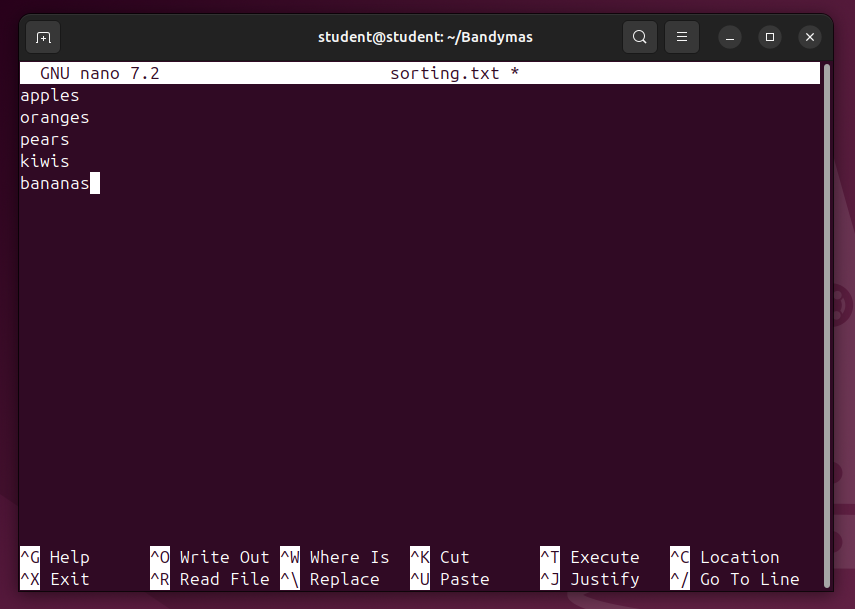 student@student: ~/Bandymas
GNU nano 7.2 sorting.txt *
apples
oranges
pears
kiwis
bananas
^G Help ^O Write Out ^W Where Is ^K Cut ^T Execute ^C Location
^X Exit ^R Read File ^\ Replace ^U Paste ^J Justify ^/ Go To Line